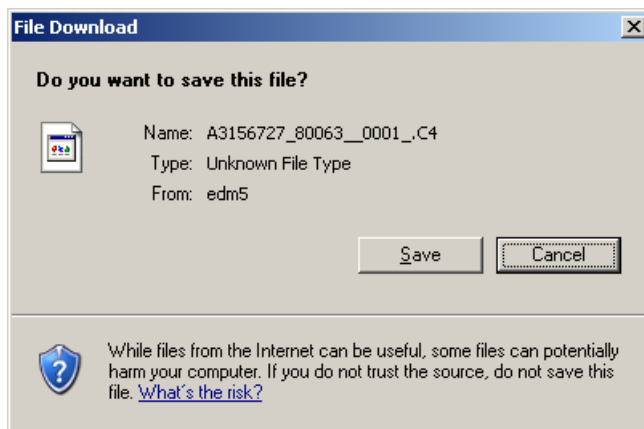 File Download
Do you want to save this file?
Name: A3156727_80063__0001_.C4
Type: Unknown File Type
From: edm5
Save
Cancel
While files from the Internet can be useful, some files can potentially
harm your computer. If you do not trust the source, do not save this
file. What's the risk?